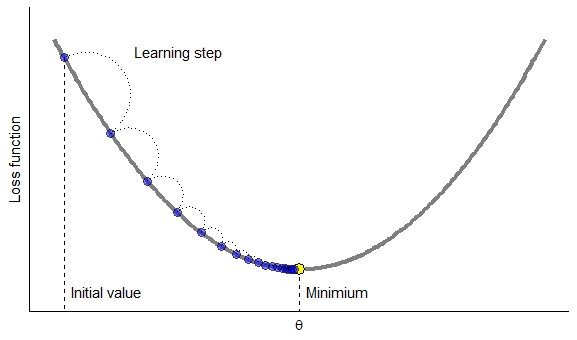 Learning step
Loss function
Initial value
Minimium
θ